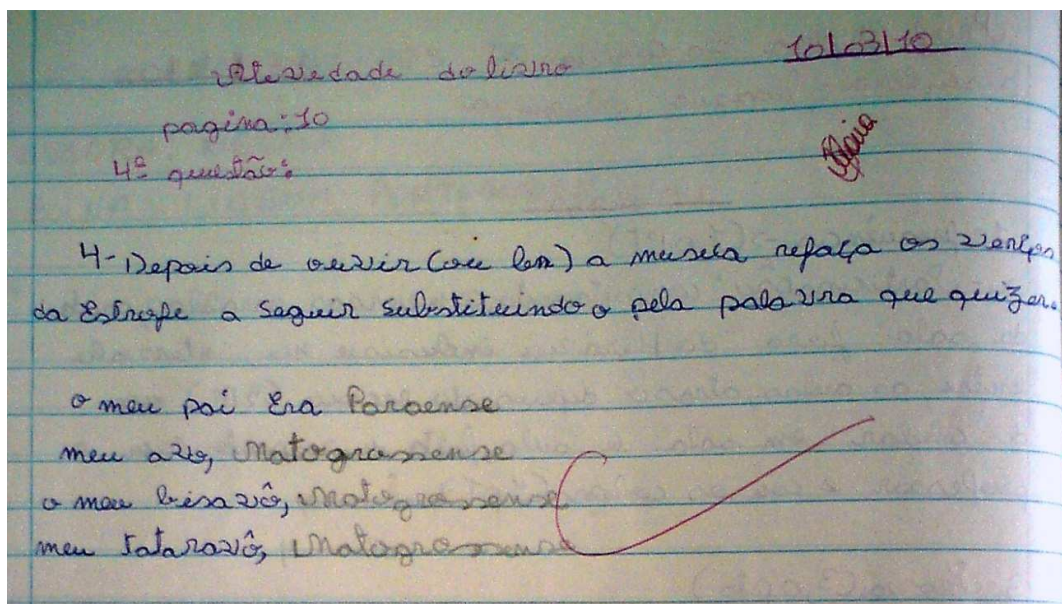 10/03/10
Atevedade do livro
pagina: 10
4ª questão:
4- Depois de ouvir (ou ler) a museca refaça os versos
da Estrofe a seguir substituindo o pela palavra que quizer.
o meu pai Era Paraense
meu avô, Matogrossense
o meu bisavô, Matogrossense
meu tataravô, Matogrossense